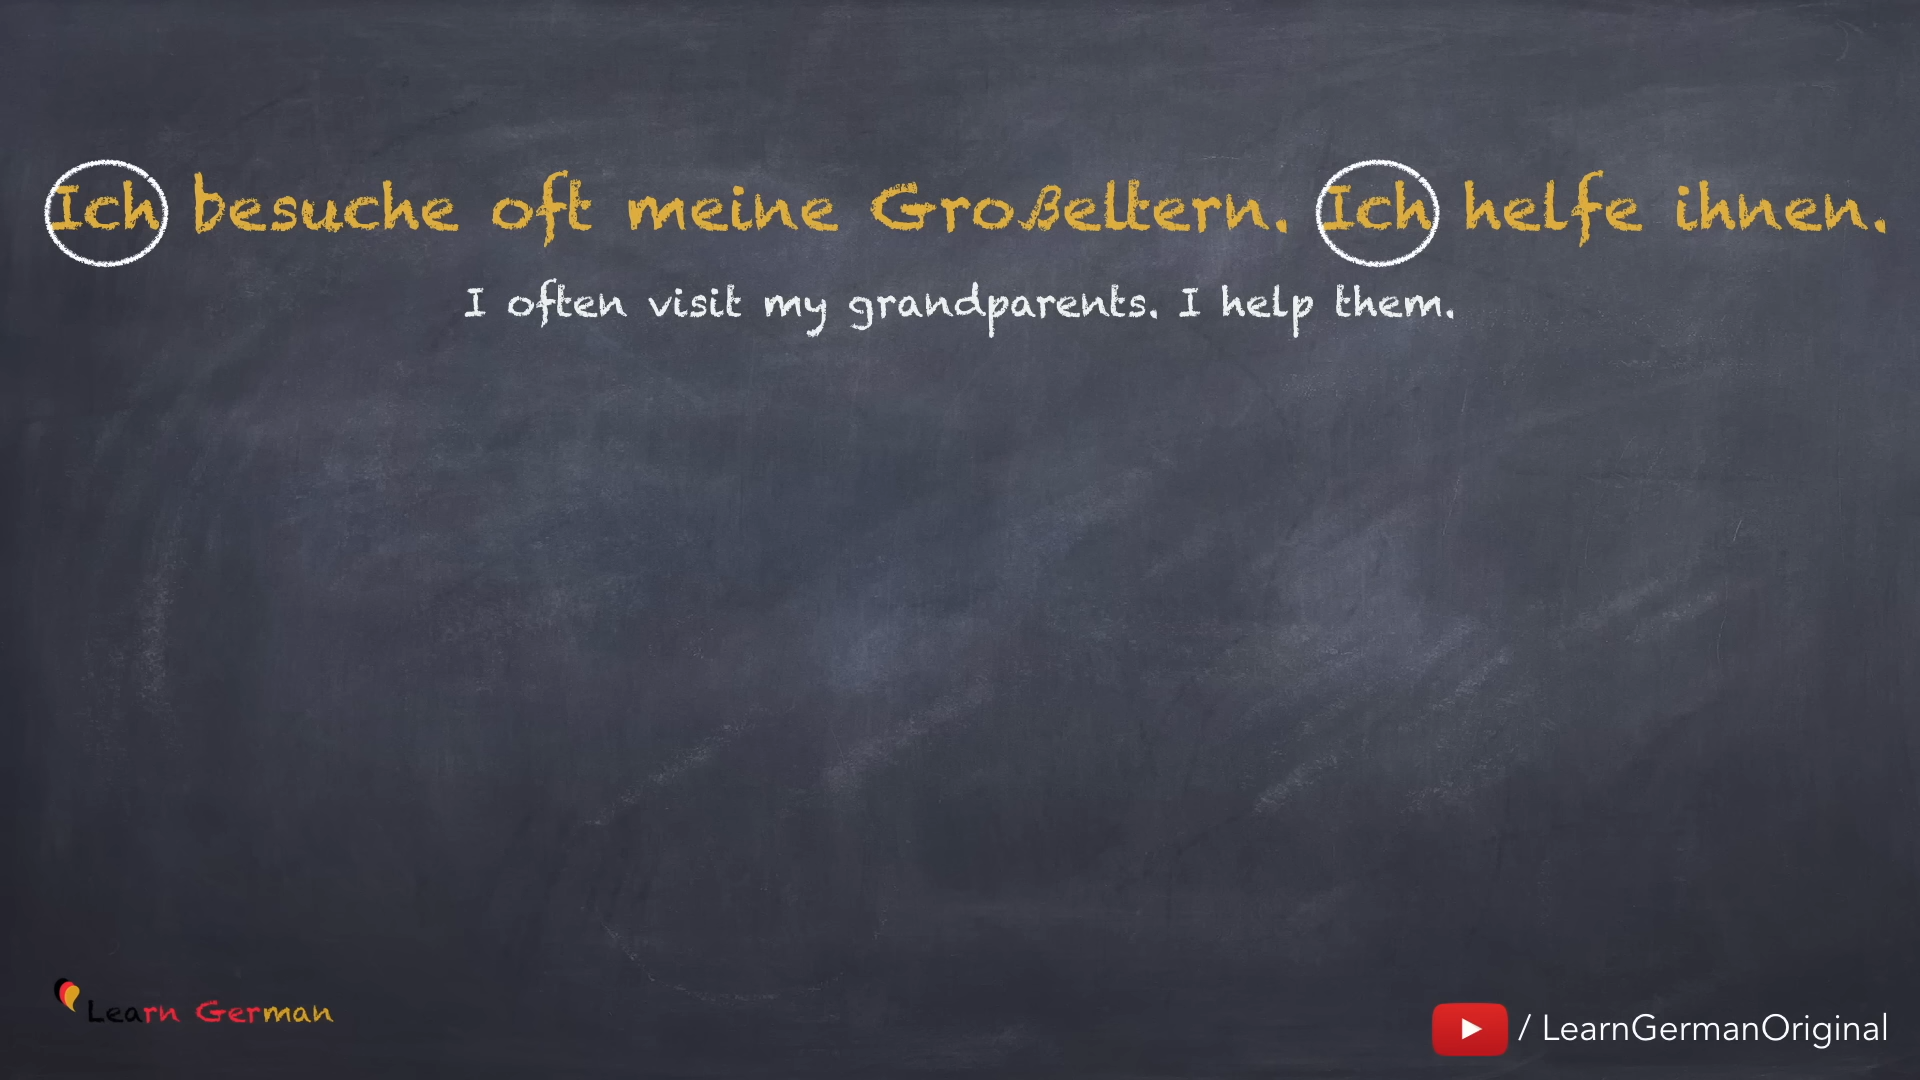 Ich besuche oft meine Großeltern. Ich helfe ihnen.
I often visit my grandparents. I help them.
Learn German
/ LearnGermanOriginal